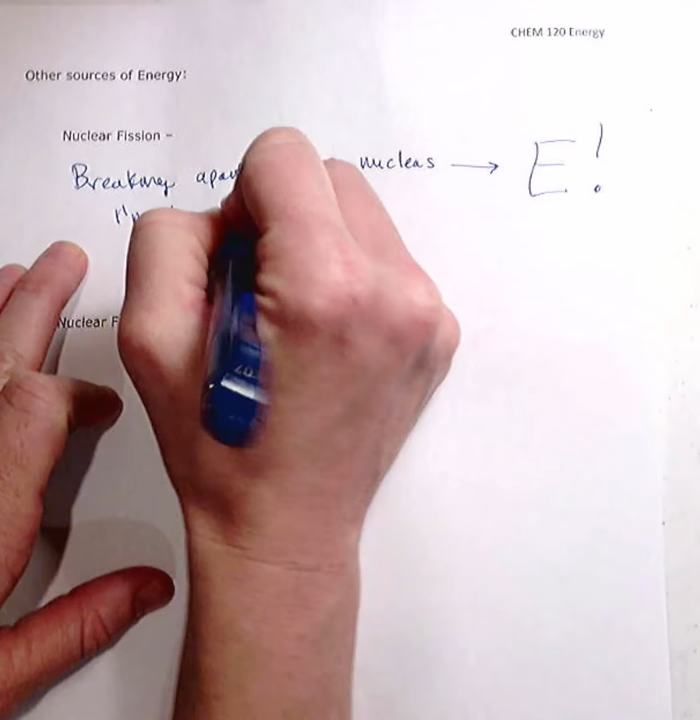 CHEM 120 Energy
Other sources of Energy:
Nuclear Fission –
Breaking apa nucleas → E!
Nuclear F